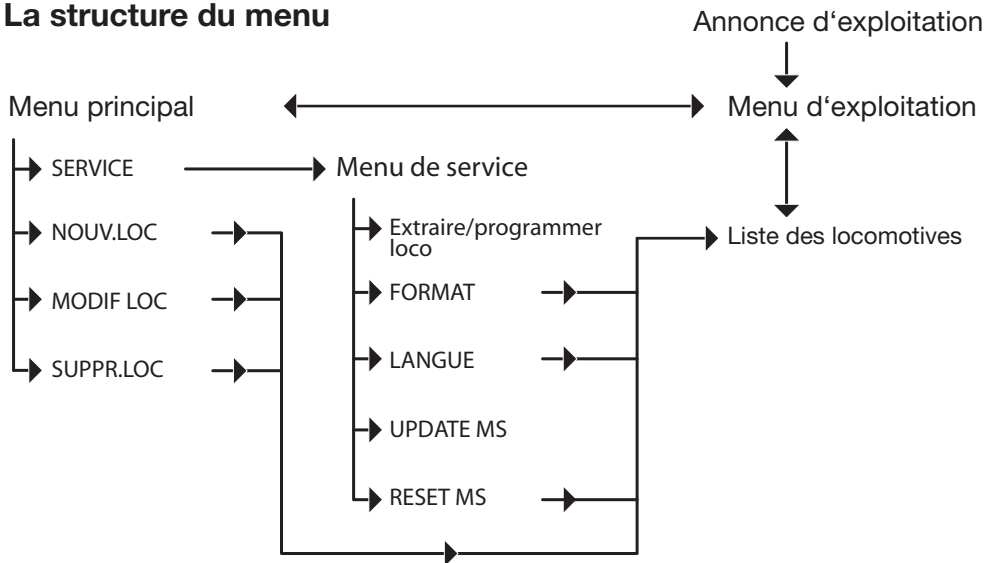 La structure du menu
Annonce d‘exploitation
Menu principal
Menu d‘exploitation
SERVICE
Menu de service
NOUV.LOC
Extraire/programmer
loco
Liste des locomotives
MODIF LOC
FORMAT
SUPPR.LOC
LANGUE
UPDATE MS
RESET MS